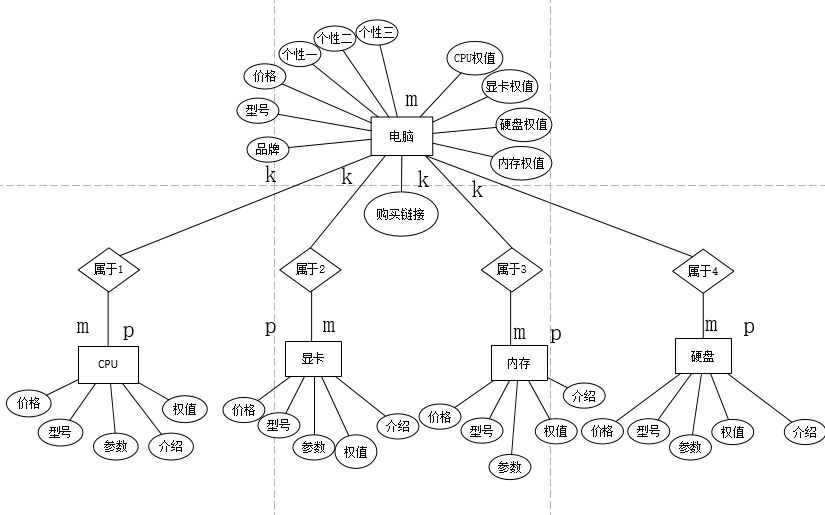 个性三
个性二
个性一
CPU权值
价格
显卡权值
m
型号
硬盘权值
电脑
品牌
内存权值
k
k
k
k
购买链接
属于1
属于2
属于3
属于4
m
p
p
m
m
p
m
p
CPU
显卡
内存
硬盘
价格
型号
参数
介绍
权值
价格
型号
参数
权值
介绍
价格
型号
参数
权值
介绍
价格
型号
参数
权值
介绍